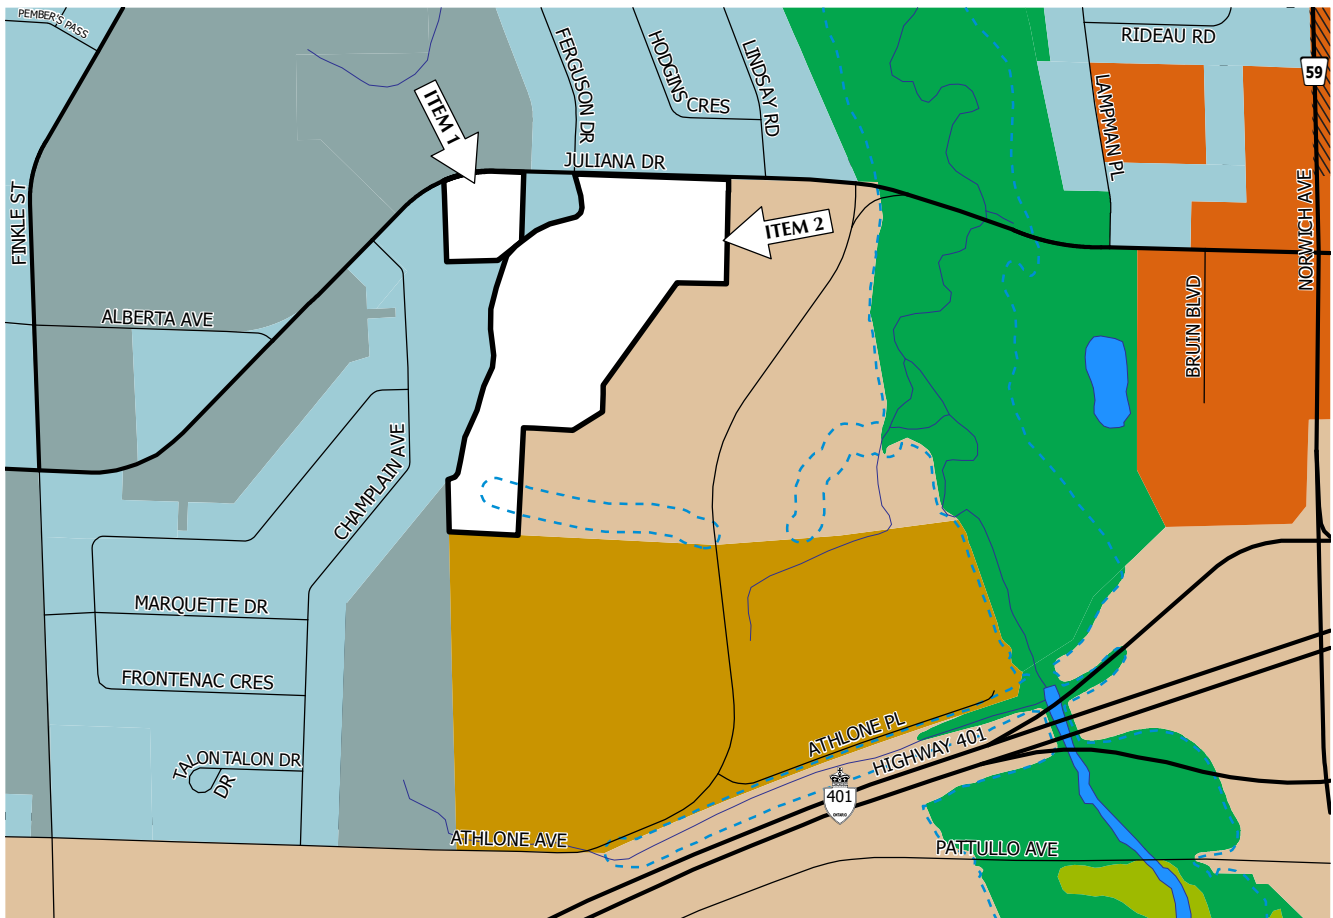 PEMBER'S PASS
FERGUSON DR
HODGINS
CRES
LINDSAY RD
RIDEAU RD
59
LAMPMAN PL
ITEM 1
JULIANA DR
FINKLE ST
ITEM 2
NORWICH AVE
ALBERTA AVE
BRUIN BLVD
CHAMPLAIN AVE
MARQUETTE DR
FRONTENAC CRES
ATHLONE PL
HIGHWAY 401
TALON
DR
TALON DR
401
ONTARIO
ATHLONE AVE
PATTULLO AVE